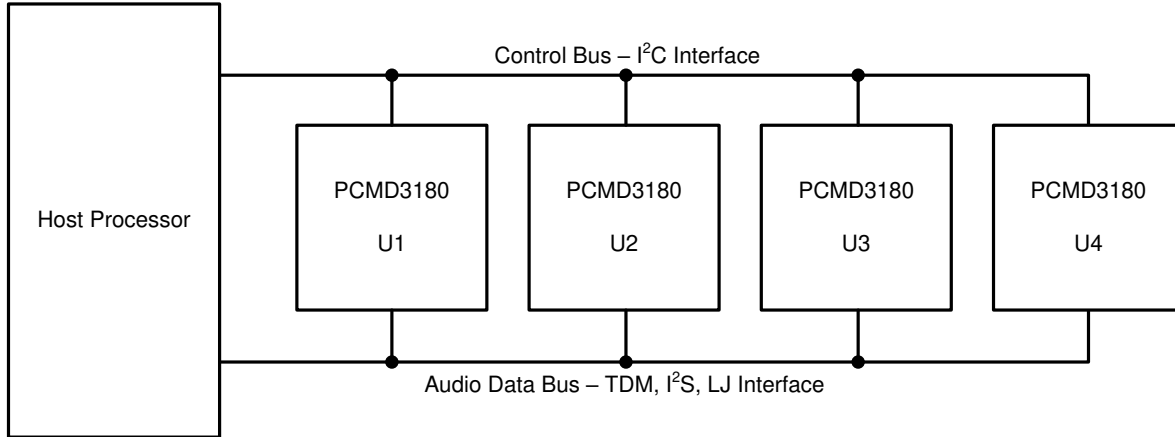 Control Bus – I²C Interface
Host Processor
PCMD3180
U1
PCMD3180
U2
PCMD3180
U3
PCMD3180
U4
Audio Data Bus – TDM, I²S, LJ Interface